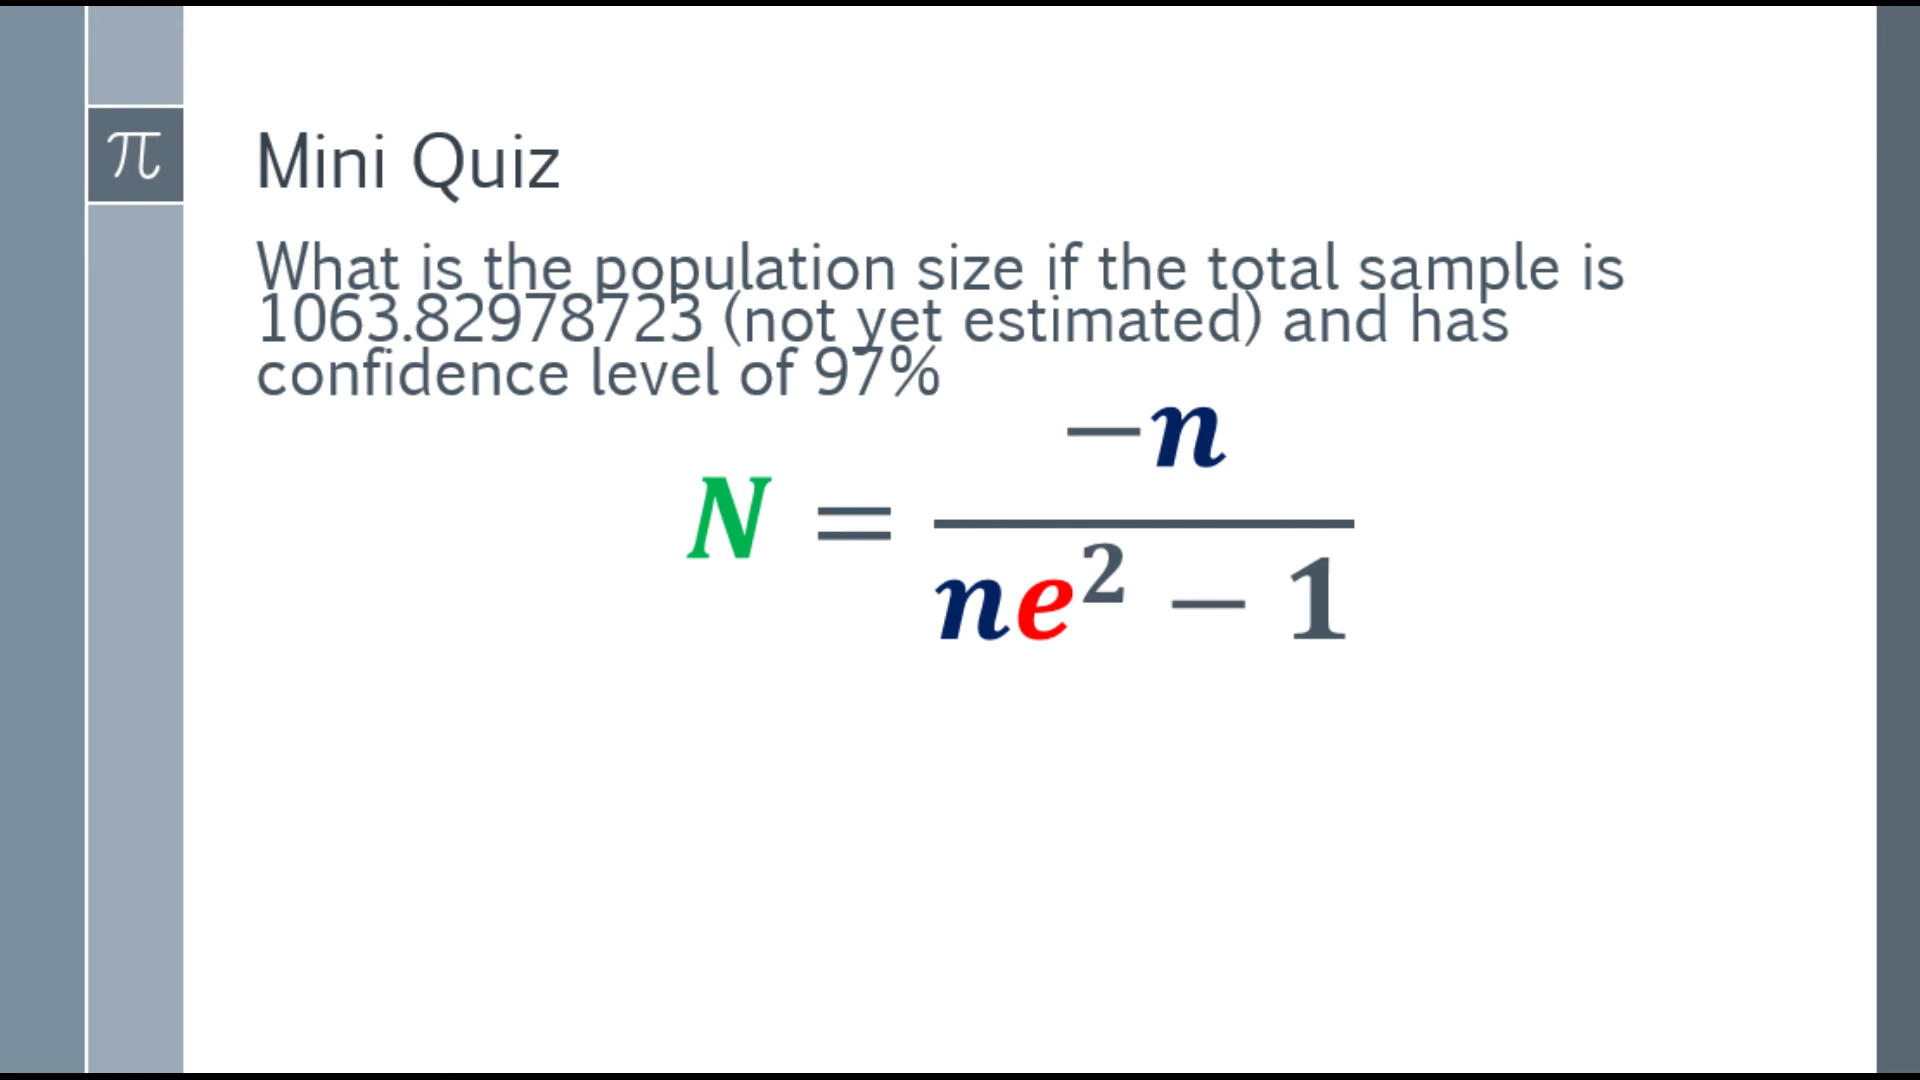 π
Mini Quiz
What is the population size if the total sample is
1063.82978723 (not yet estimated) and has
confidence level of 97%
N = −n / ne² − 1